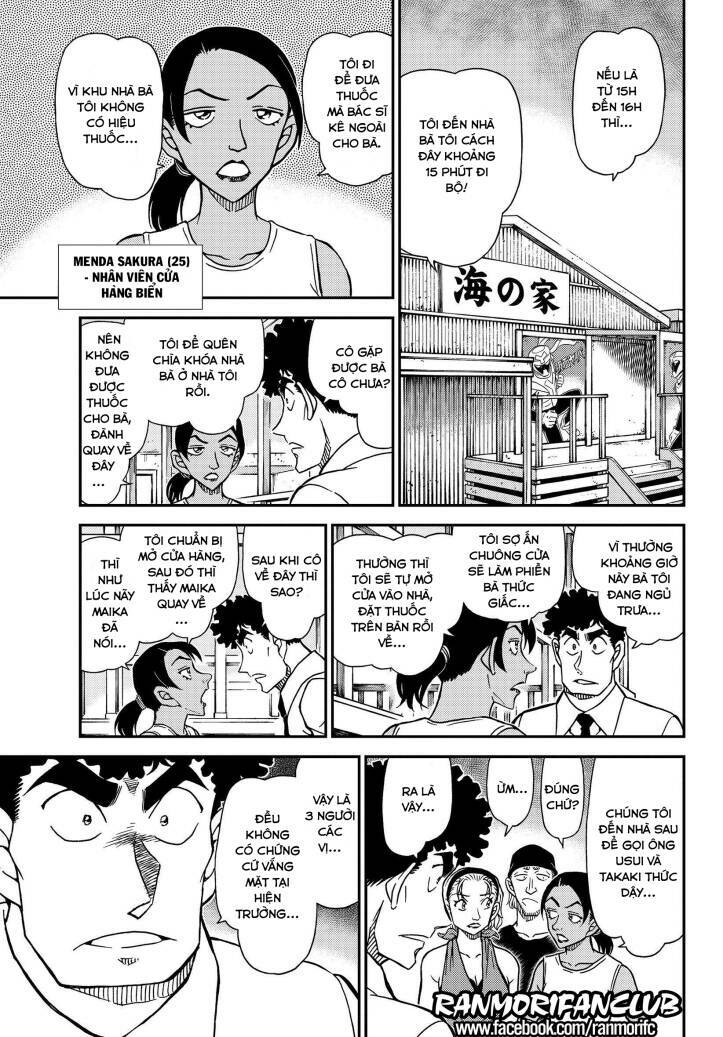 NẾU LÀ
TỪ 15H
ĐẾN 16H
THÌ...
TÔI ĐẾN NHÀ
BÀ TÔI CÁCH
ĐÂY KHOẢNG
15 PHÚT ĐI
BỘ!
海の家
TÔI ĐI
ĐỂ ĐƯA
THUỐC
MÀ BÁC SĨ
KÊ NGOÀI
CHO BÀ.
VÌ KHU NHÀ BÀ
TÔI KHÔNG
CÓ HIỆU
THUỐC...
MENDA SAKURA (25)
- NHÂN VIÊN CỬA
HÀNG BIỂN
CÔ GẶP
ĐƯỢC BÀ
CÔ CHƯA?
TÔI ĐỂ QUÊN
CHÌA KHÓA NHÀ
BÀ Ở NHÀ TÔI
RỒI.
NÊN
KHÔNG
ĐƯA
ĐƯỢC
THUỐC
CHO BÀ,
ĐÀNH
QUAY VỀ
ĐÂY
...
VÌ THƯỜNG
KHOẢNG GIỜ
NÀY BÀ TÔI
ĐANG NGỦ
TRƯA...
TÔI SỢ ẤN
CHUÔNG CỬA
SẼ LÀM PHIỀN
BÀ THỨC
GIẤC,
THƯỜNG THÌ
TÔI SẼ TỰ MỞ
CỬA VÀO NHÀ,
ĐẶT THUỐC
TRÊN BÀN RỒI
VỀ...
SAU KHI CÔ
VỀ ĐÂY THÌ
SAO?
TÔI CHUẨN BỊ
MỞ CỬA HÀNG,
SAU ĐÓ THÌ
THẤY MAIKA
QUAY VỀ
...
THÌ
NHƯ
LÚC NÃY
MAIKA
ĐÃ
NÓI...
CHÚNG TÔI
ĐẾN NHÀ SAU
ĐỂ GỌI ÔNG
USUI VÀ
TAKAKI THỨC
DẬY...
ĐÚNG
CHỨ?
ỪM...
RA LÀ
VẬY...
VẬY LÀ
3 NGƯỜI
CÁC
VỊ...
ĐỀU
KHÔNG
CÓ CHỨNG
CỨ VẮNG
MẶT TẠI
HIỆN
TRƯỜNG...
RANMORIFANCLUB
www.facebook.com/ranmorifc